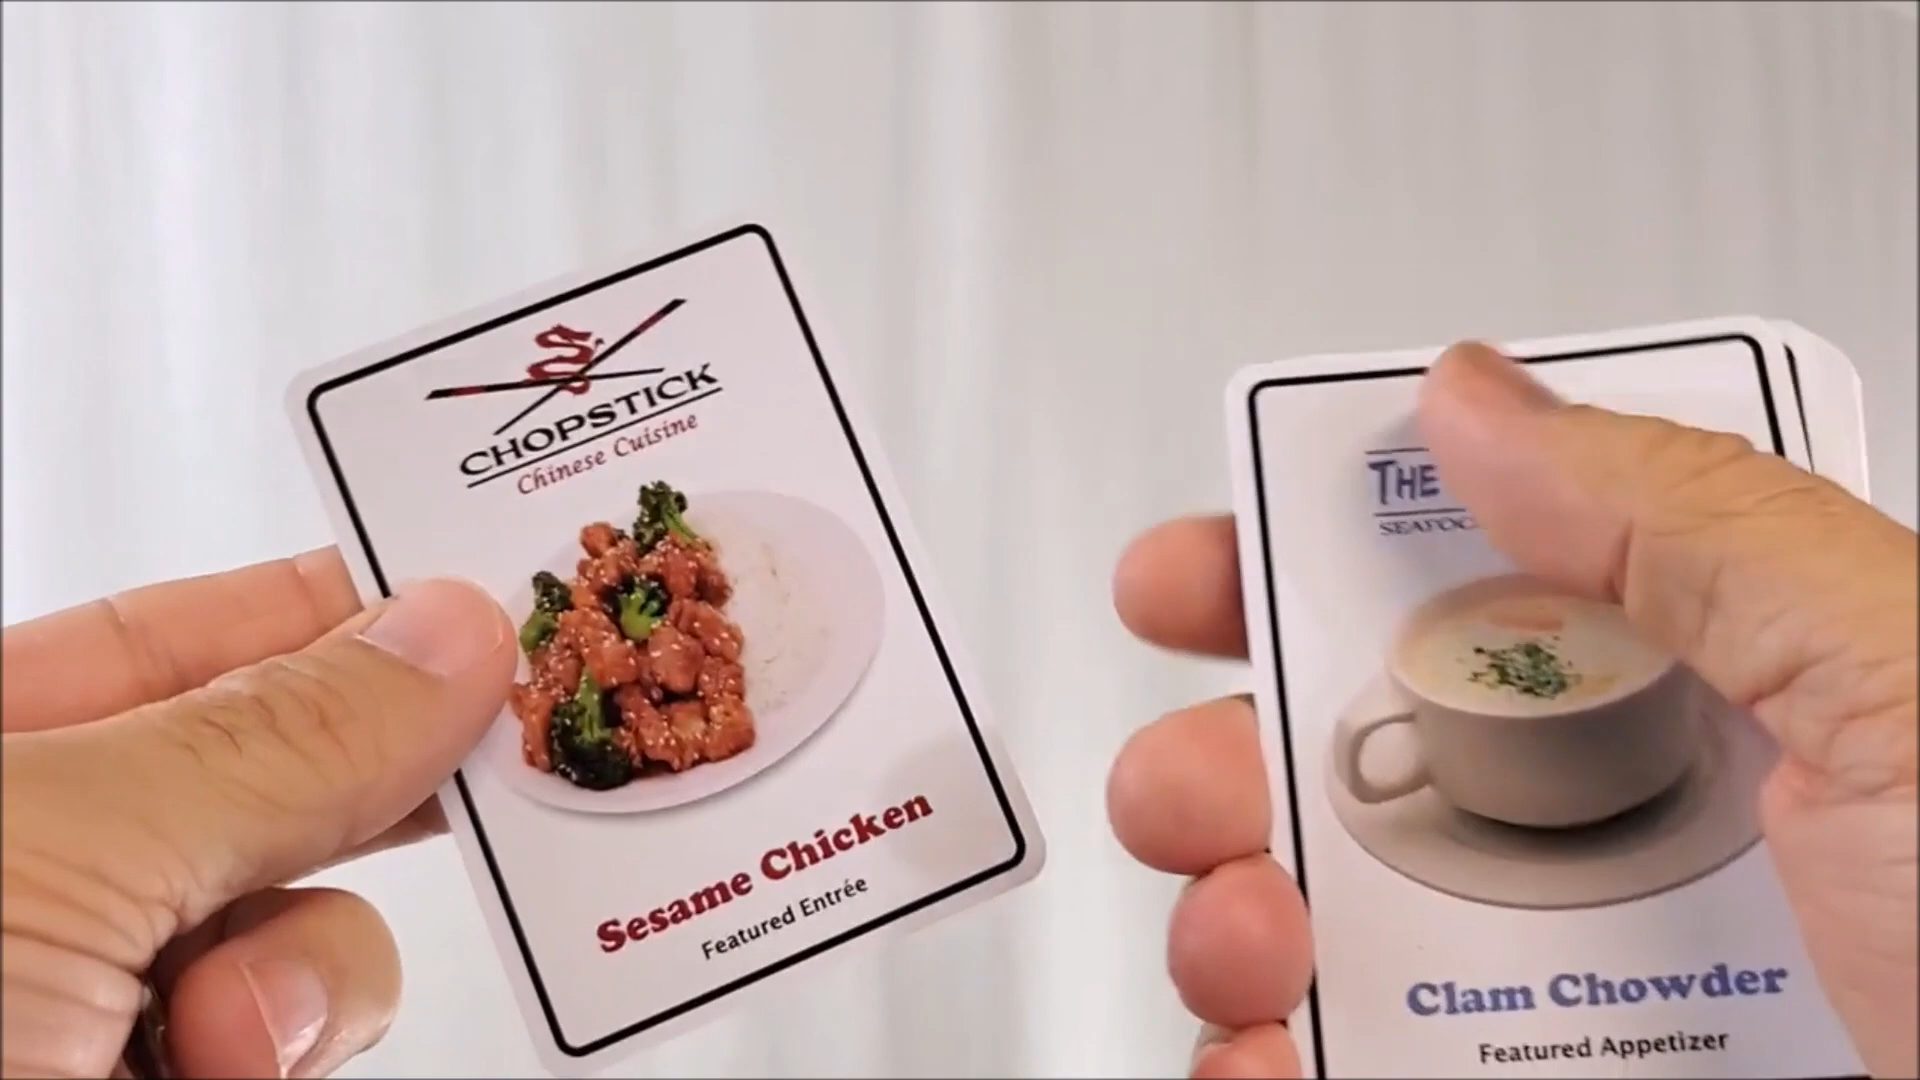 CHOPSTICK
Chinese Cuisine
Sesame Chicken
Featured Entrée
THE
Clam Chowder
Featured Appetizer